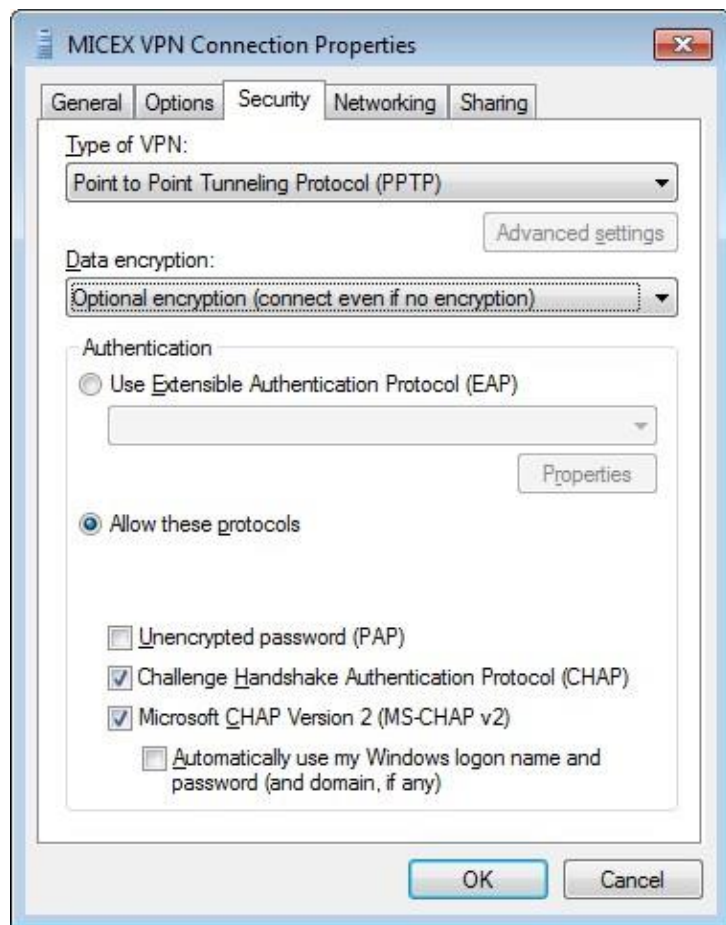 MICEX VPN Connection Properties
General Options Security Networking Sharing
Type of VPN:
Point to Point Tunneling Protocol (PPTP)
Advanced settings
Data encryption:
Optional encryption (connect even if no encryption)
Authentication
Use Extensible Authentication Protocol (EAP)
Properties
Allow these protocols
Unencrypted password (PAP)
Challenge Handshake Authentication Protocol (CHAP)
Microsoft CHAP Version 2 (MS-CHAP v2)
Automatically use my Windows logon name and
password (and domain, if any)
OK Cancel